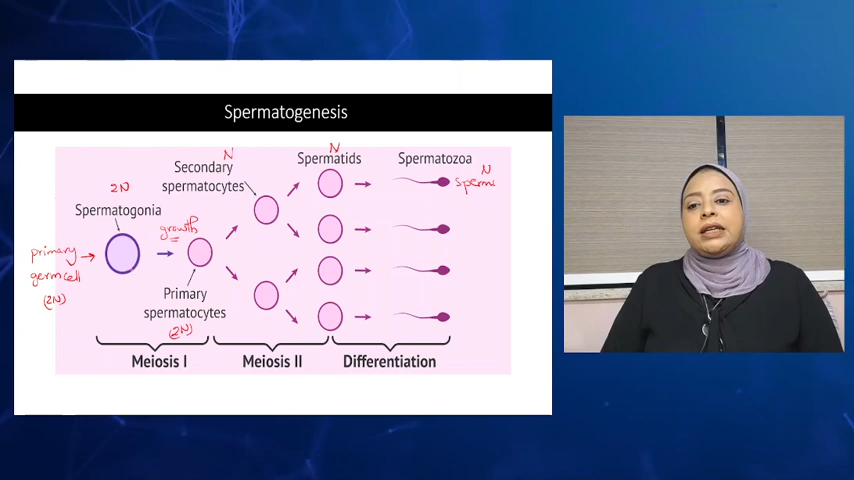 Spermatogenesis
N
Secondary
spermatocytes
N
Spermatids
Spermatozoa
N
Spermi
2N
Spermatogonia
growth
primary
germ cell
(2N)
Primary
spermatocytes
(2N)
Meiosis I
Meiosis II
Differentiation